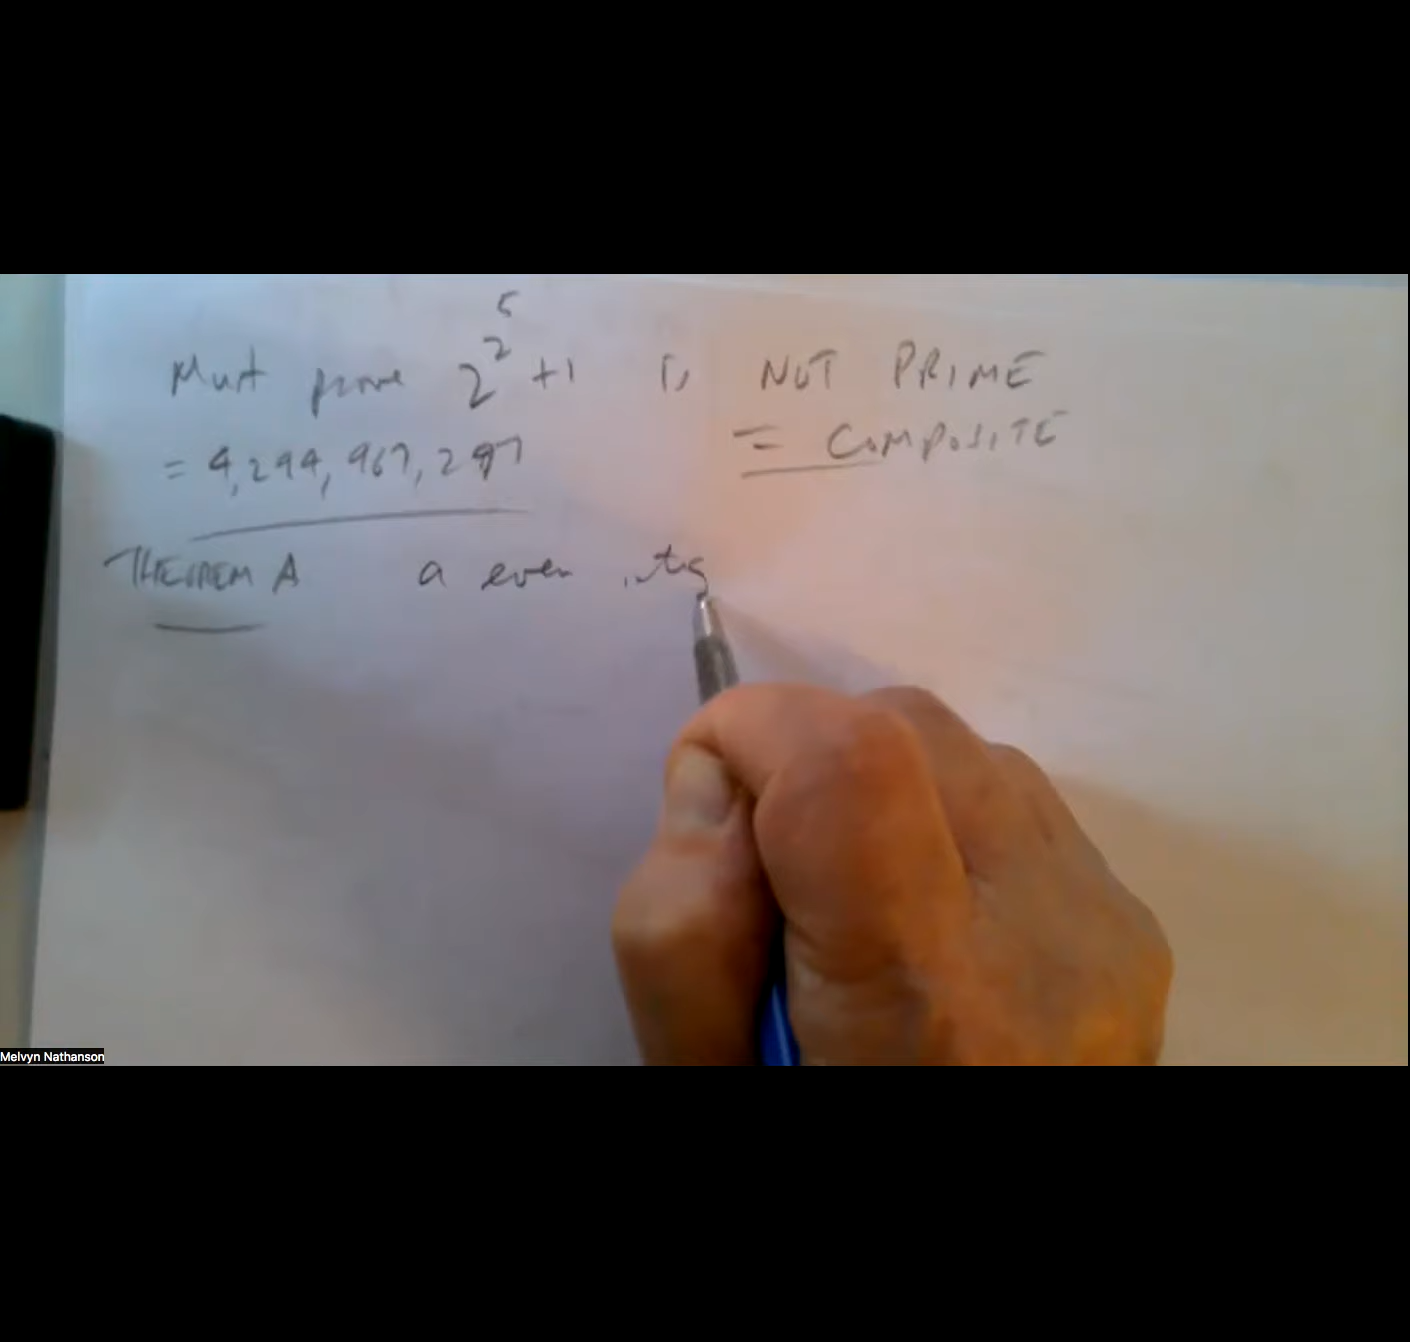 Must prove 2^2^5 +1 is NOT PRIME
= 4,294,967,297 = COMPOSITE
THEOREM A a even integ
Melvyn Nathanson